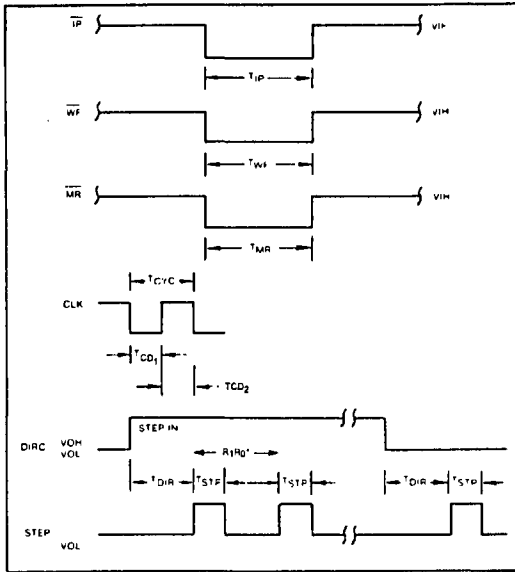 IP VIH
TIP
WF VIH
TWF
MR VIH
TMR
TCYC
CLK
TCD1
TCD2
STEP IN
DIRC VOH
VOL
R1R0*
TDIR TSTP TSTP TDIR TSTP
STEP
VOL